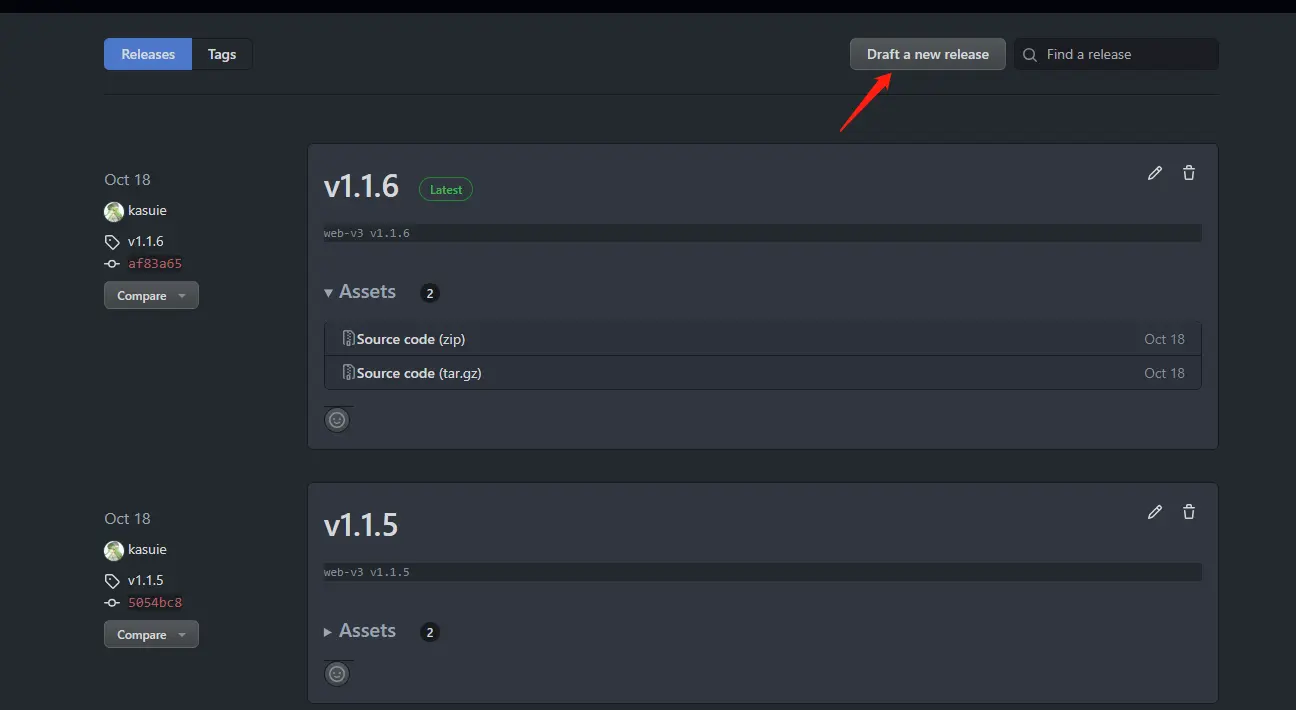 Releases Tags Draft a new release Find a release
Oct 18
kasuie
v1.1.6
af83a65
Compare
v1.1.6 Latest
web-v3 v1.1.6
Assets 2
Source code (zip) Oct 18
Source code (tar.gz) Oct 18
Oct 18
kasuie
v1.1.5
5054bc8
Compare
v1.1.5
web-v3 v1.1.5
Assets 2